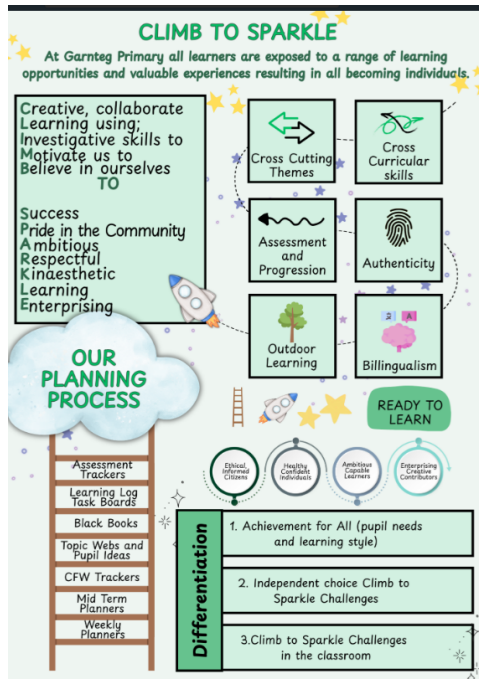 CLIMB TO SPARKLE
At Garnteg Primary all learners are exposed to a range of learning
opportunities and valuable experiences resulting in all becoming individuals.
Creative, collaborate
Learning using;
Investigative skills to
Motivate us to
Believe in ourselves
TO
Success
Pride in the Community
Ambitious
Respectful
Kinaesthetic
Learning
Enterprising
Cross Cutting
Themes
Cross
Curricular
skills
Assessment
and
Progression
Authenticity
Outdoor
Learning
Billingualism
OUR
PLANNING
PROCESS
READY TO
LEARN
Assessment
Trackers
Learning Log
Task Boards
Black Books
Topic Webs and
Pupil Ideas
CFW Trackers
Mid Term
Planners
Weekly
Planners
Ethical,
Informed
Citizens
Healthy
Confident
Individuals
Ambitious
Capable
Learners
Enterprising
Creative
Contributors
Differentiation
1. Achievement for All (pupil needs
and learning style)
2. Independent choice Climb to
Sparkle Challenges
3.Climb to Sparkle Challenges
in the classroom